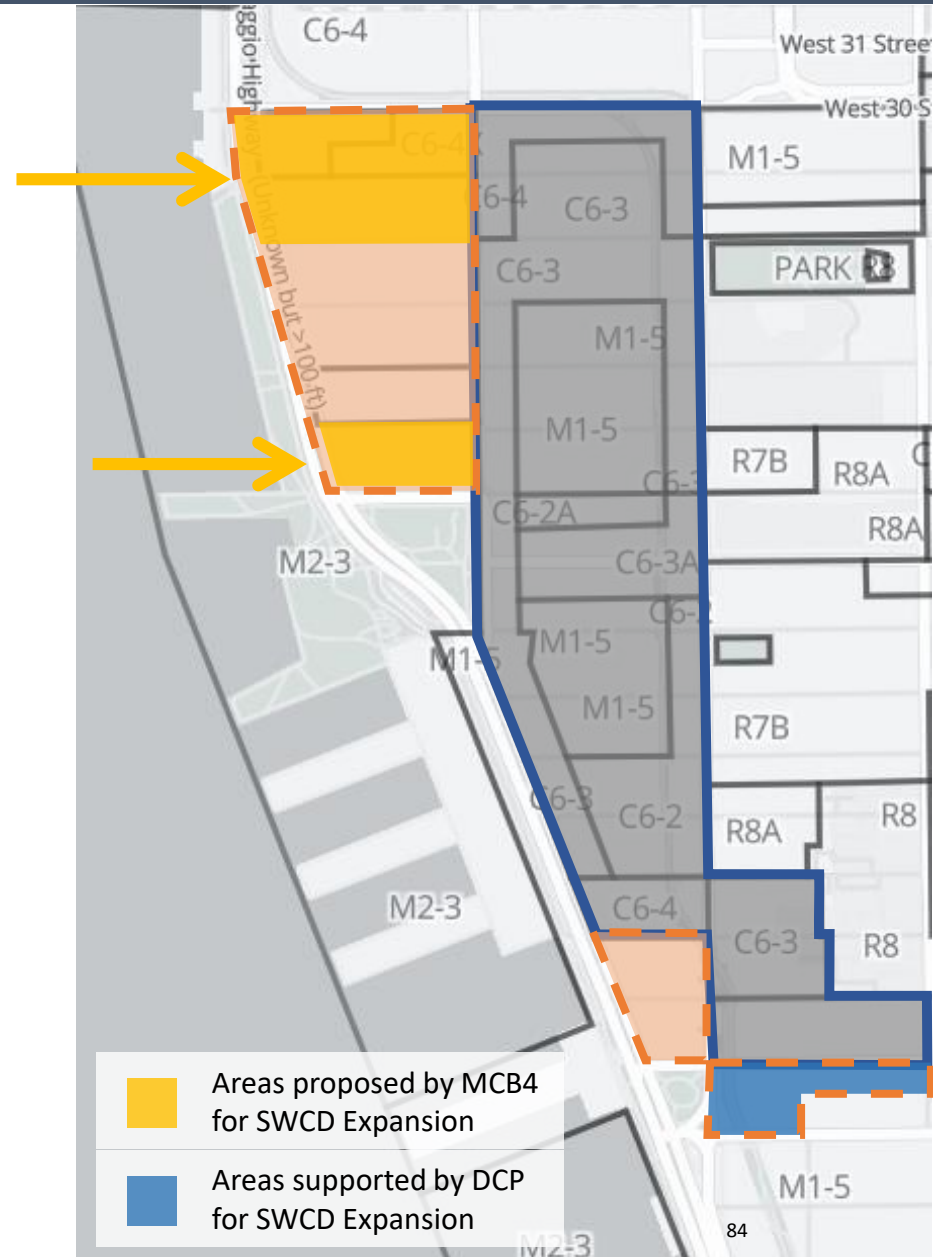 C6-4
West 31 Stree
aggio High way - (Unknown but >100 ft)
West 30 S
C6-4X
M1-5
C6-4
C6-3
C6-3
PARK R8
M1-5
M1-5
R7B
R8A
C
C6-3
C6-2A
R8A
M2-3
C6-3A
C6-2
M1-5
M1-5
M1-5
R7B
C6-3
C6-2
R8A
R8
M2-3
C6-4
C6-3
R8
Areas proposed by MCB4
for SWCD Expansion
Areas supported by DCP
for SWCD Expansion
M1-5
84
M2-3